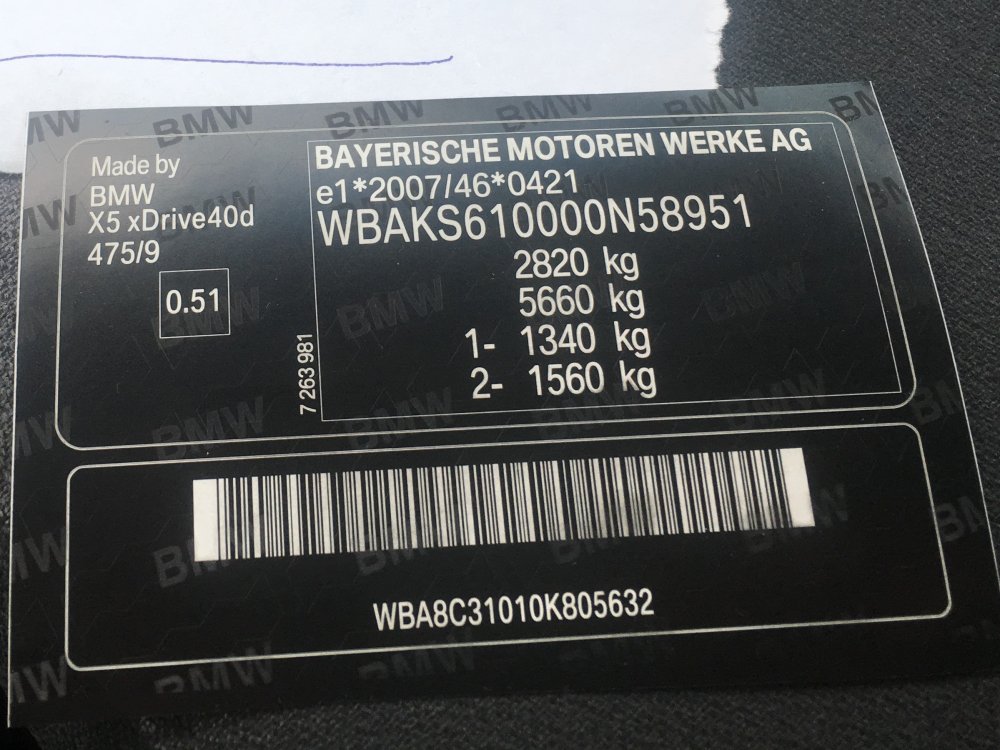 Made by
BMW
X5 xDrive40d
475/9
0.51
BAYERISCHE MOTOREN WERKE AG
e1*2007/46*0421
WBAKS610000N58951
2820 kg
5660 kg
1- 1340 kg
2- 1560 kg
7 263 981
WBA8C31010K805632